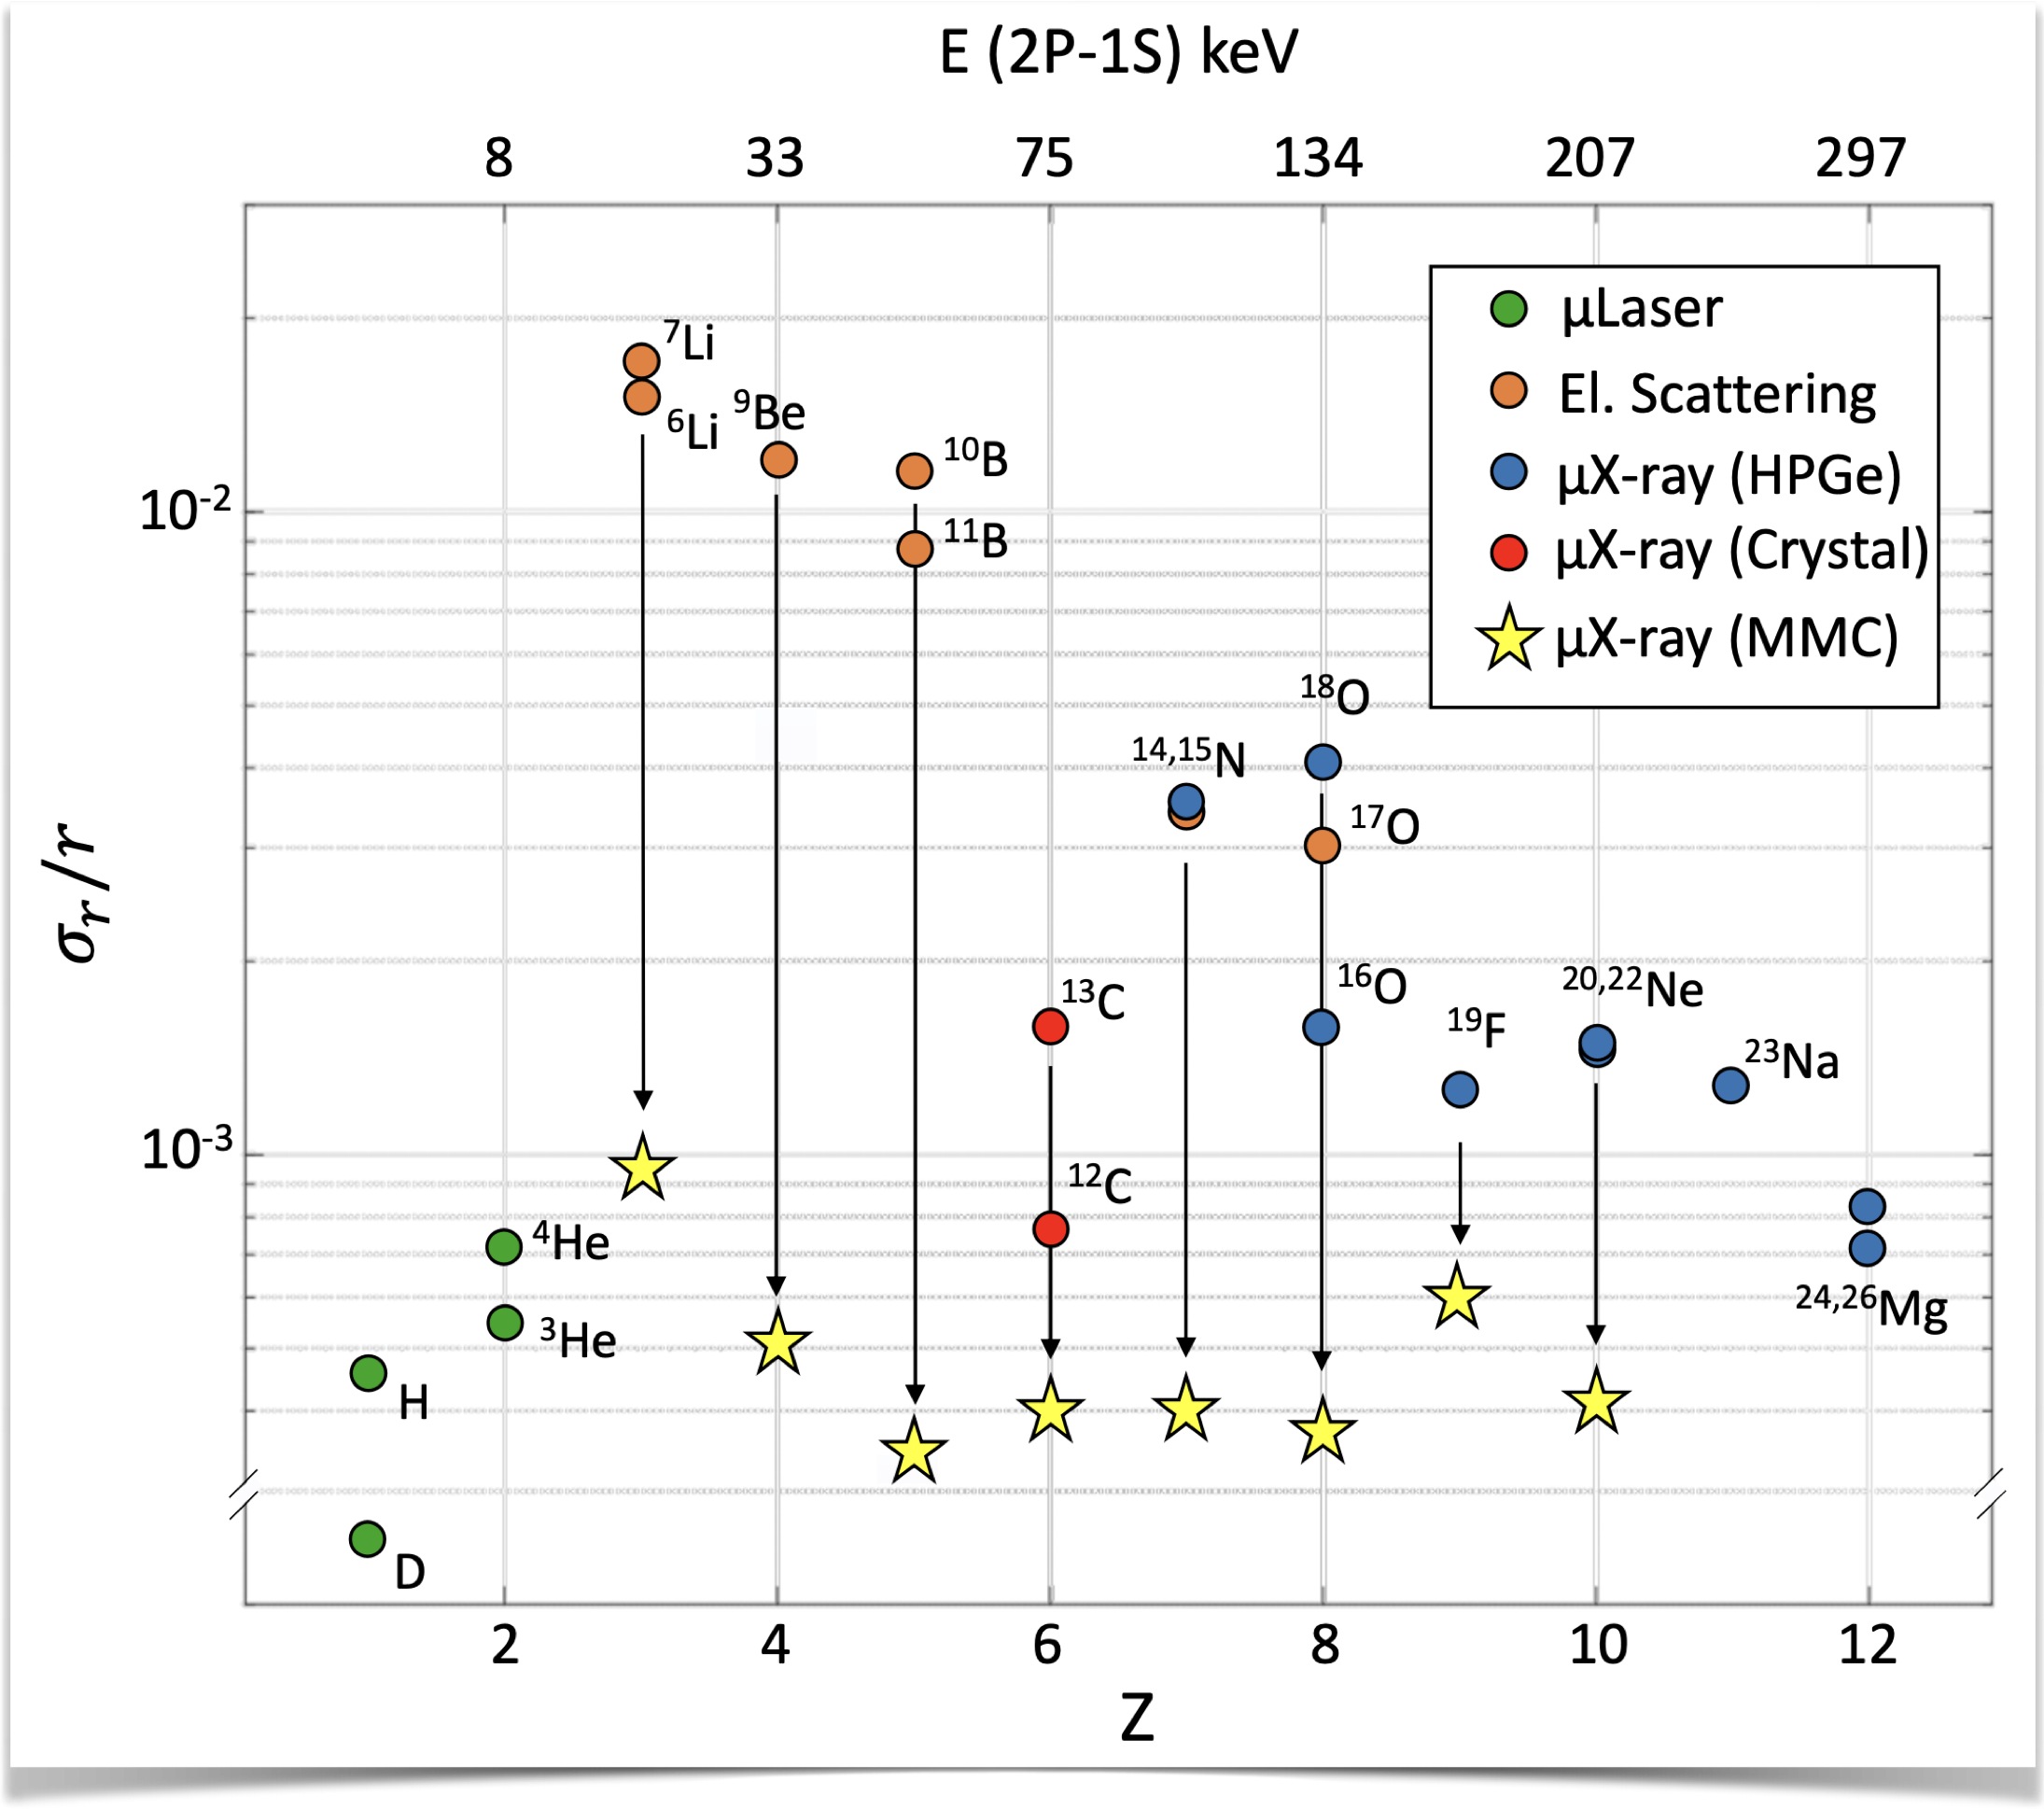 E (2P-1S) keV
8 33 75 134 207 297
μLaser
El. Scattering
μX-ray (HPGe)
μX-ray (Crystal)
μX-ray (MMC)
⁷Li
⁶Li
⁹Be
¹⁰B
¹¹B
10⁻²
¹⁸O
¹⁴,¹⁵N
¹⁷O
σᵣ/r
¹³C
¹⁶O
²⁰,²²Ne
¹⁹F
²³Na
10⁻³
¹²C
⁴He
³He
²⁴,²⁶Mg
H
D
2 4 6 8 10 12
Z